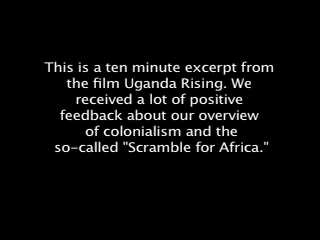 This is a ten minute excerpt from
the film Uganda Rising. We
received a lot of positive
feedback about our overview
of colonialism and the
so-called "Scramble for Africa."